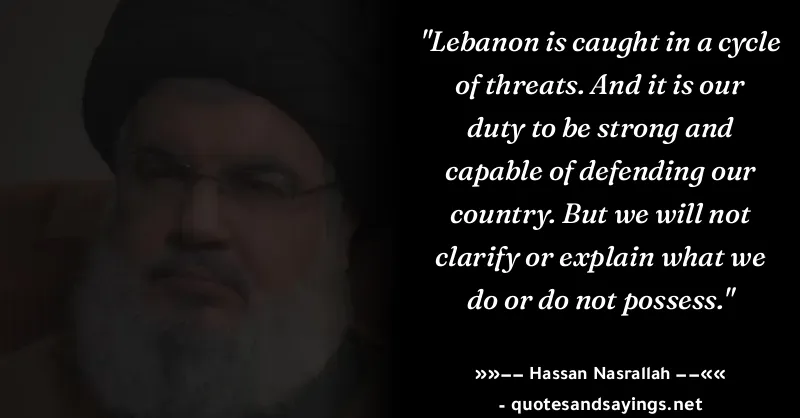 "Lebanon is caught in a cycle
of threats. And it is our
duty to be strong and
capable of defending our
country. But we will not
clarify or explain what we
do or do not possess."
»»–– Hassan Nasrallah ––««
- quotesandsayings.net